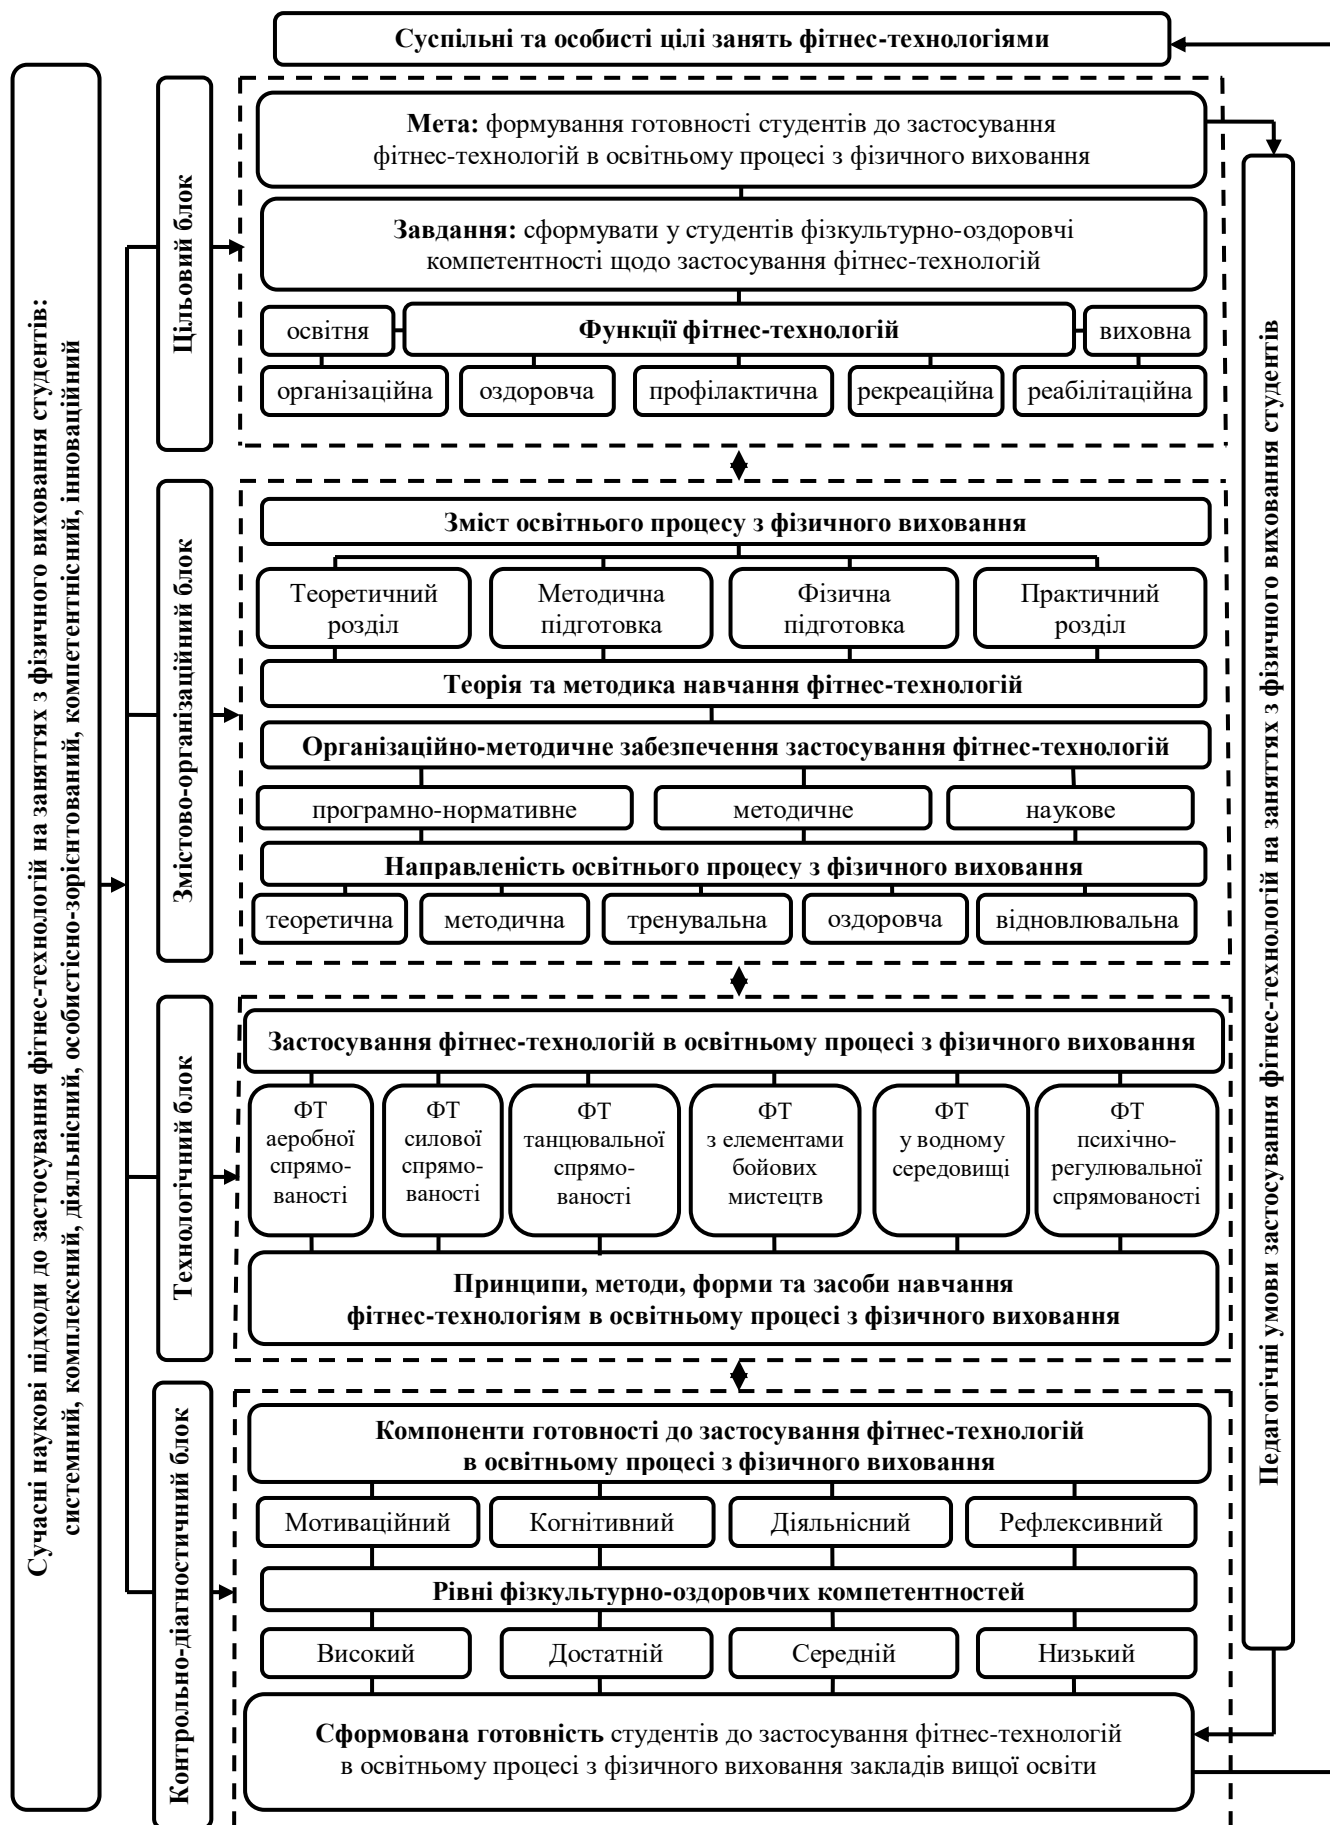 Суспільні та особисті цілі занять фітнес-технологіями
Сучасні наукові підходи до застосування фітнес-технологій на заняттях з фізичного виховання студентів:
системний, комплексний, діяльнісний, особистісно-зорієнтований, компетентнісний, інноваційний
Цільовий блок
Мета: формування готовності студентів до застосування
фітнес-технологій в освітньому процесі з фізичного виховання
Завдання: сформувати у студентів фізкультурно-оздоровчі
компетентності щодо застосування фітнес-технологій
освітня
Функції фітнес-технологій
виховна
організаційна
оздоровча
профілактична
рекреаційна
реабілітаційна
Змістово-організаційний блок
Зміст освітнього процесу з фізичного виховання
Теоретичний
розділ
Методична
підготовка
Фізична
підготовка
Практичний
розділ
Теорія та методика навчання фітнес-технологій
Організаційно-методичне забезпечення застосування фітнес-технологій
програмно-нормативне
методичне
наукове
Направленість освітнього процесу з фізичного виховання
теоретична
методична
тренувальна
оздоровча
відновлювальна
Технологічний блок
Застосування фітнес-технологій в освітньому процесі з фізичного виховання
ФТ
аеробної
спрямо-
ваності
ФТ
силової
спрямо-
ваності
ФТ
танцювальної
спрямо-
ваності
ФТ
з елементами
бойових
мистецтв
ФТ
у водному
середовищі
ФТ
психічно-
регулювальної
спрямованості
Принципи, методи, форми та засоби навчання
фітнес-технологіям в освітньому процесі з фізичного виховання
Контрольно-діагностичний блок
Компоненти готовності до застосування фітнес-технологій
в освітньому процесі з фізичного виховання
Мотиваційний
Когнітивний
Діяльнісний
Рефлексивний
Рівні фізкультурно-оздоровчих компетентностей
Високий
Достатній
Середній
Низький
Сформована готовність студентів до застосування фітнес-технологій
в освітньому процесі з фізичного виховання закладів вищої освіти
Педагогічні умови застосування фітнес-технологій на заняттях з фізичного виховання студентів